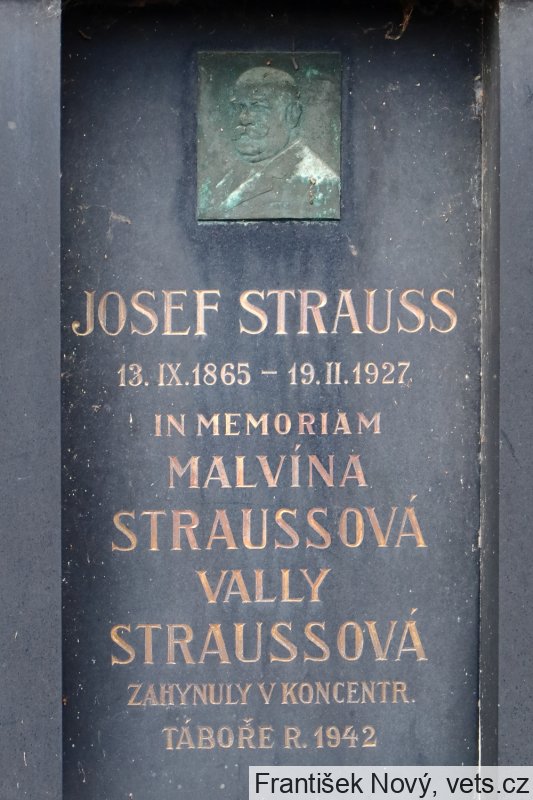 JOSEF STRAUSS
13. IX. 1865 – 19. II. 1927
IN MEMORIAM
MALVÍNA
STRAUSSOVÁ
VALLY
STRAUSSOVÁ
ZAHYNULY V KONCENTR.
TÁBOŘE R. 1942
František Nový, vets.cz